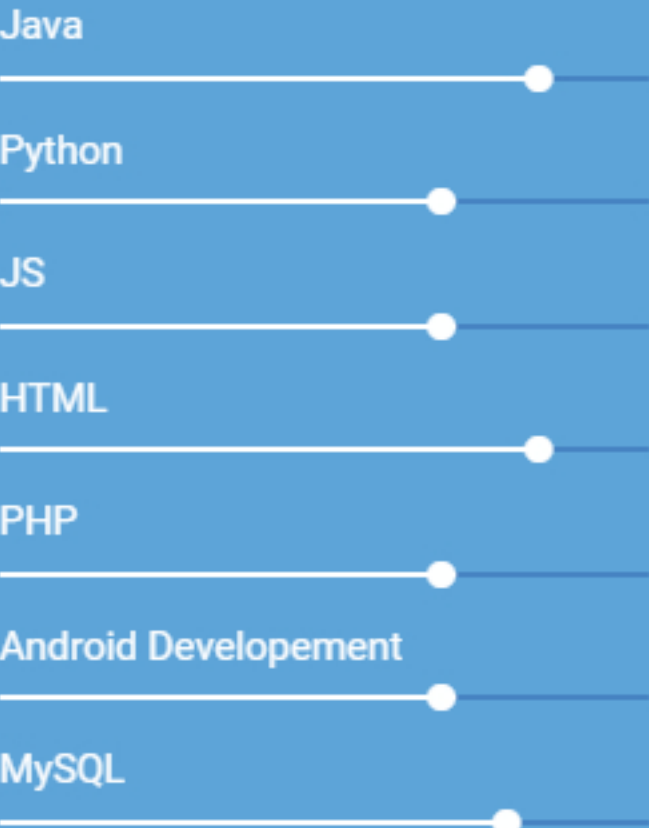 Java
Python
JS
HTML
PHP
Android Developement
MySQL